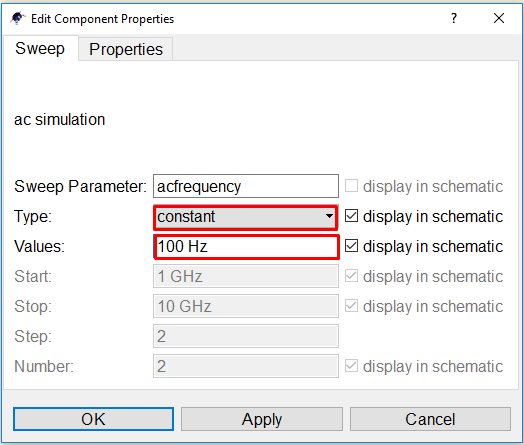 Edit Component Properties ?
Sweep Properties
ac simulation
Sweep Parameter: acfrequency display in schematic
Type: constant display in schematic
Values: 100 Hz display in schematic
Start: 1 GHz display in schematic
Stop: 10 GHz display in schematic
Step: 2
Number: 2 display in schematic
OK Apply Cancel